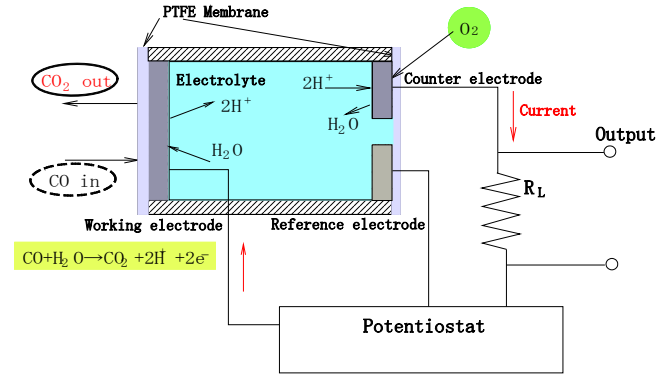 PTFE Membrane
O₂
CO₂ out
Electrolyte
2H⁺
2H⁺
Counter electrode
Current
H₂O
Output
H₂O
CO in
R_L
Working electrode
Reference electrode
CO+H₂O→CO₂ +2H⁺ +2e⁻
Potentiostat